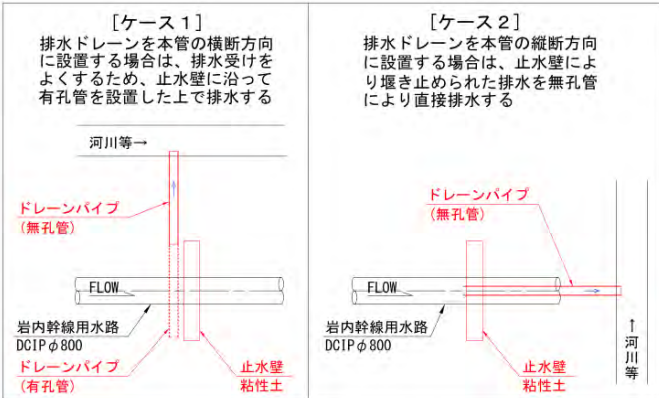 ［ケース１］
排水ドレーンを本管の横断方向
に設置する場合は、排水受けを
よくするため、止水壁に沿って
有孔管を設置した上で排水する
河川等→
ドレーンパイプ
(無孔管)
FLOW
岩内幹線用水路
DCIPφ800
ドレーンパイプ
(有孔管)
止水壁
粘性土
［ケース２］
排水ドレーンを本管の縦断方向
に設置する場合は、止水壁によ
り堰き止められた排水を無孔管
により直接排水する
ドレーンパイプ
(無孔管)
FLOW
岩内幹線用水路
DCIPφ800
止水壁
粘性土
↑河川等